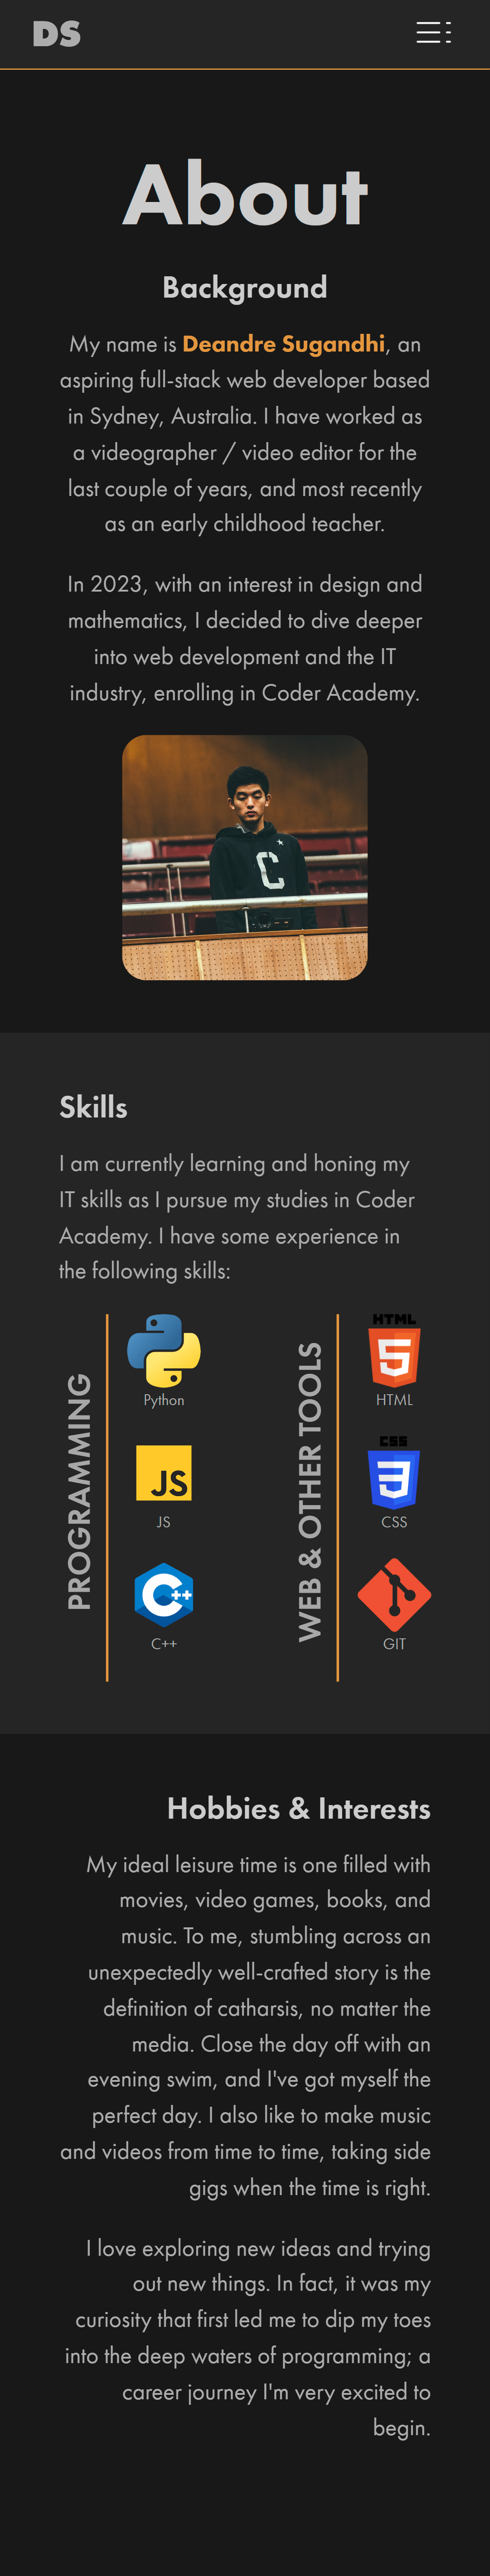 DS
About
Background
My name is Deandre Sugandhi, an
aspiring full-stack web developer based
in Sydney, Australia. I have worked as
a videographer / video editor for the
last couple of years, and most recently
as an early childhood teacher.
In 2023, with an interest in design and
mathematics, I decided to dive deeper
into web development and the IT
industry, enrolling in Coder Academy.
C
Skills
I am currently learning and honing my
IT skills as I pursue my studies in Coder
Academy. I have some experience in
the following skills:
PROGRAMMING
Python
JS
JS
C++
C++
WEB & OTHER TOOLS
HTML
5
HTML
CSS
3
CSS
GIT
Hobbies & Interests
My ideal leisure time is one filled with
movies, video games, books, and
music. To me, stumbling across an
unexpectedly well-crafted story is the
definition of catharsis, no matter the
media. Close the day off with an
evening swim, and I've got myself the
perfect day. I also like to make music
and videos from time to time, taking side
gigs when the time is right.
I love exploring new ideas and trying
out new things. In fact, it was my
curiosity that first led me to dip my toes
into the deep waters of programming; a
career journey I'm very excited to
begin.